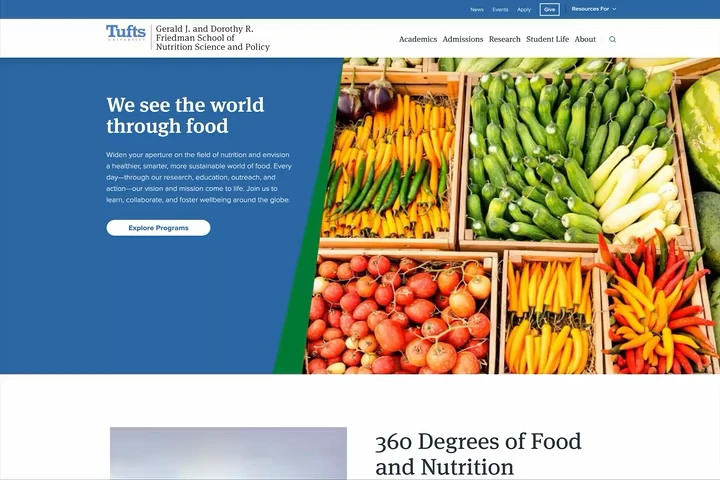 News Events Apply Give Resources For
Tufts
UNIVERSITY
Gerald J. and Dorothy R.
Friedman School of
Nutrition Science and Policy
Academics Admissions Research Student Life About
We see the world
through food
Widen your aperture on the field of nutrition and envision
a healthier, smarter, more sustainable world of food. Every
day—through our research, education, outreach, and
action—our vision and mission come to life. Join us to
learn, collaborate, and foster wellbeing around the globe.
Explore Programs
360 Degrees of Food
and Nutrition